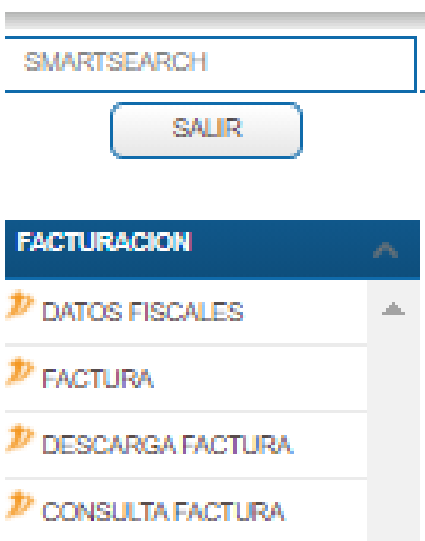 SMARTSEARCH
SALIR
FACTURACION
DATOS FISCALES
FACTURA
DESCARGA FACTURA
CONSULTA FACTURA